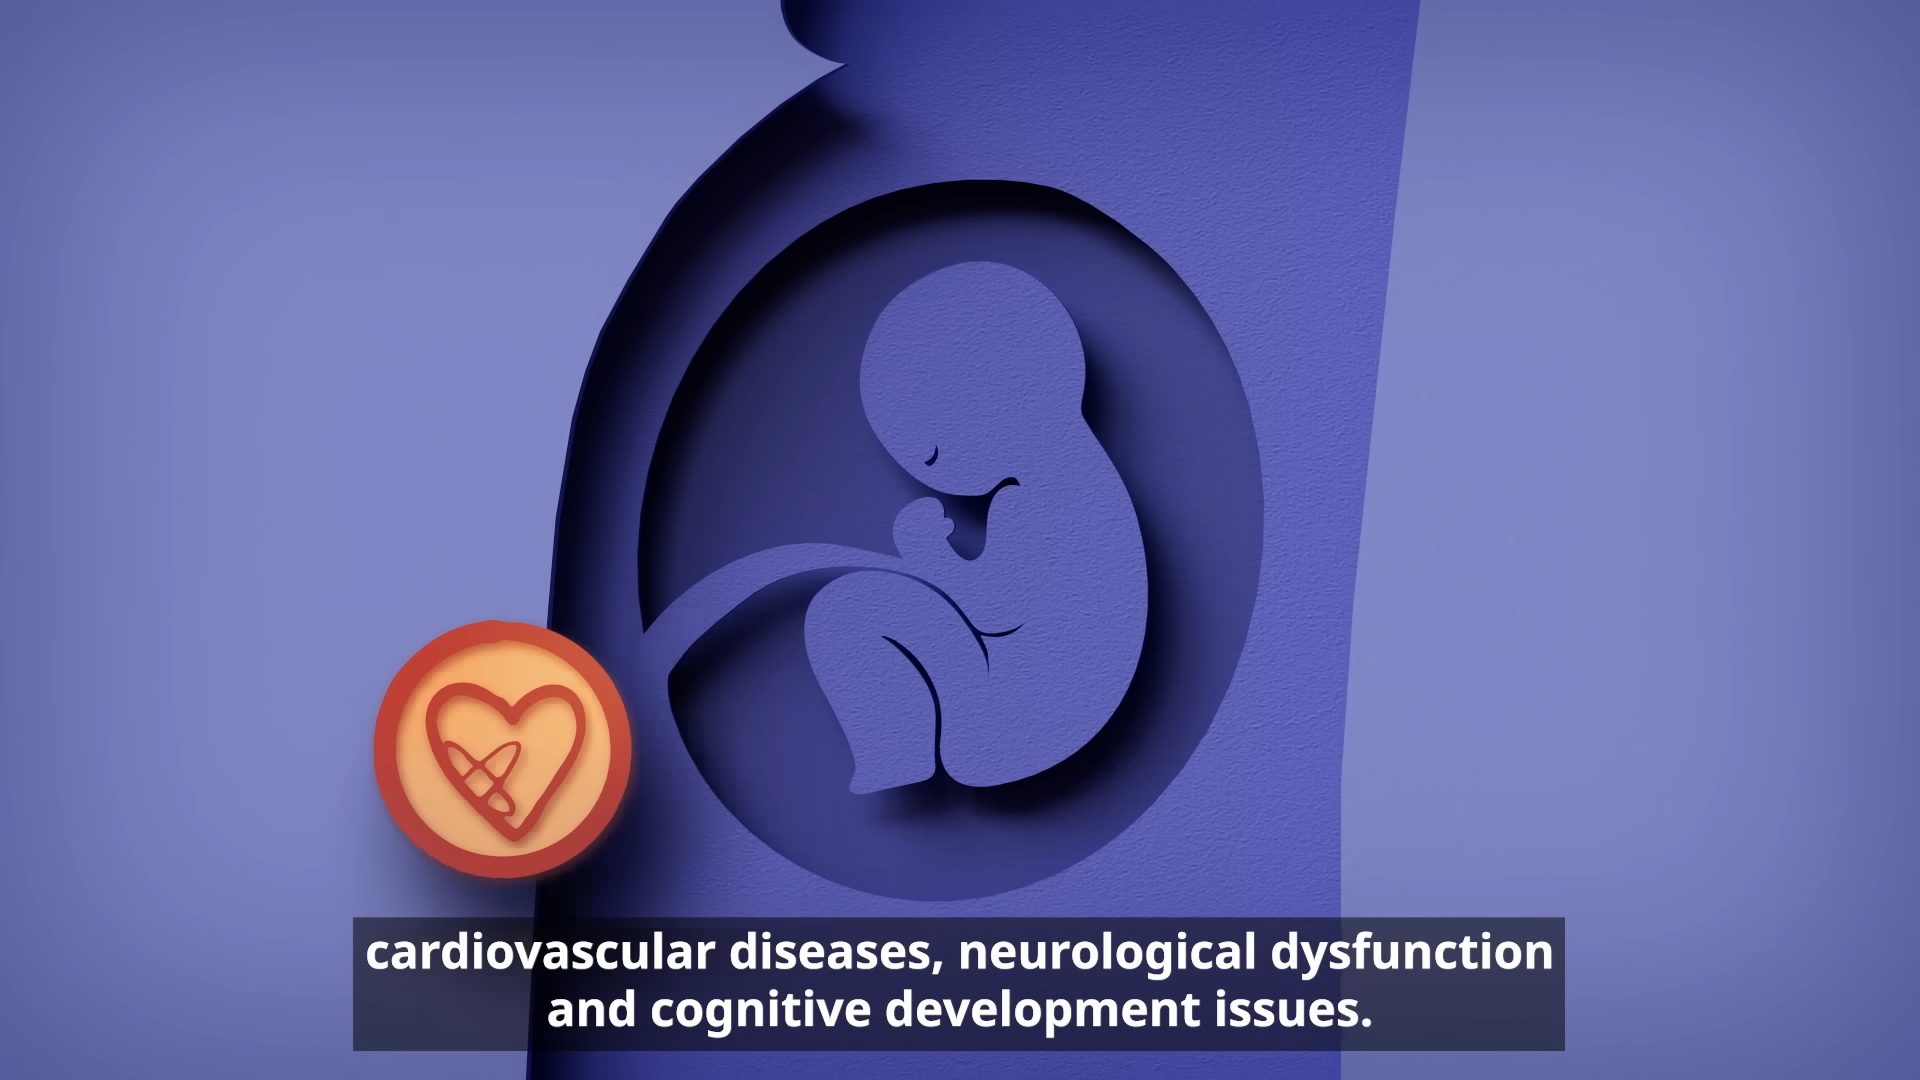 cardiovascular diseases, neurological dysfunction
and cognitive development issues.